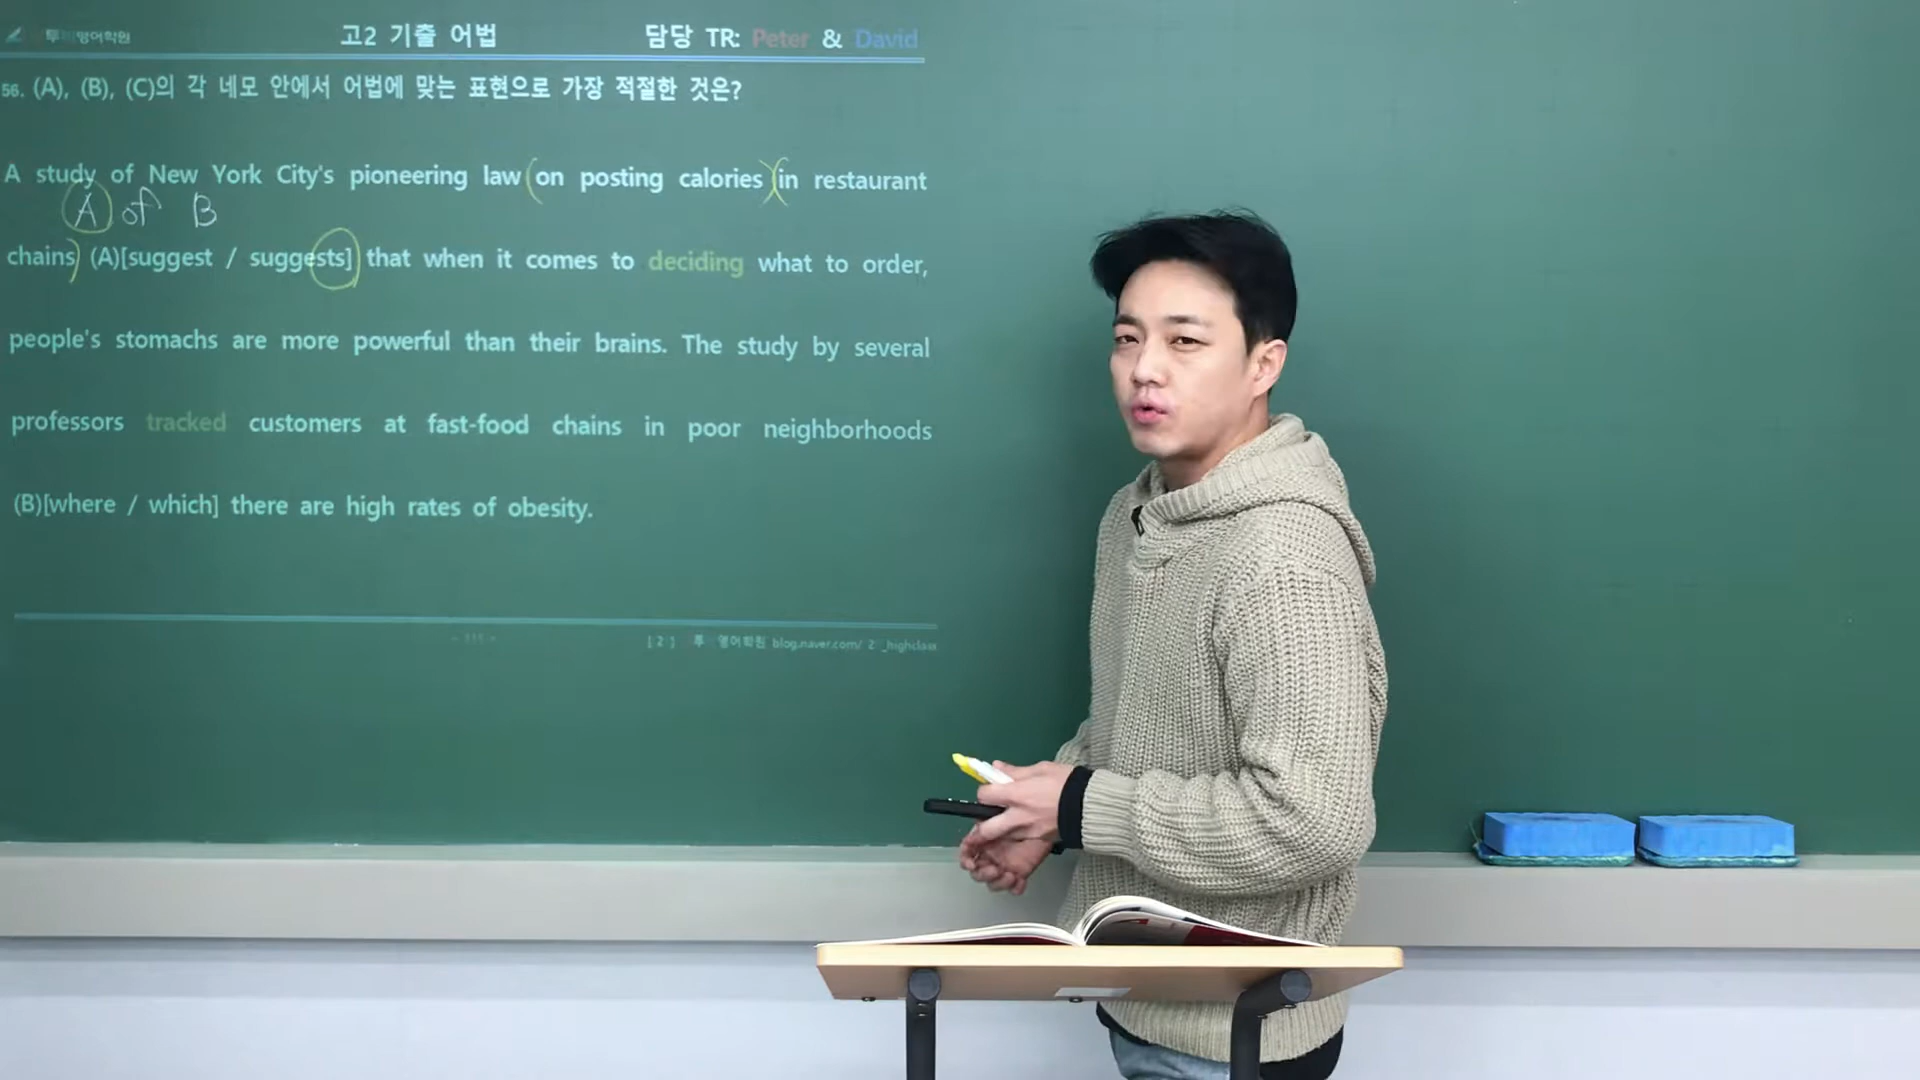 투 영어학원 고2 기출 어법 담당 TR: Peter & David
56. (A), (B), (C)의 각 네모 안에서 어법에 맞는 표현으로 가장 적절한 것은?
A study of New York City's pioneering law (on posting calories) (in restaurant
A of B
chains) (A)[suggest / suggests] that when it comes to deciding what to order,
people's stomachs are more powerful than their brains. The study by several
professors tracked customers at fast-food chains in poor neighborhoods
(B)[where / which] there are high rates of obesity.
[2] 투 영어학원 blog.naver.com/ 2 _highclass